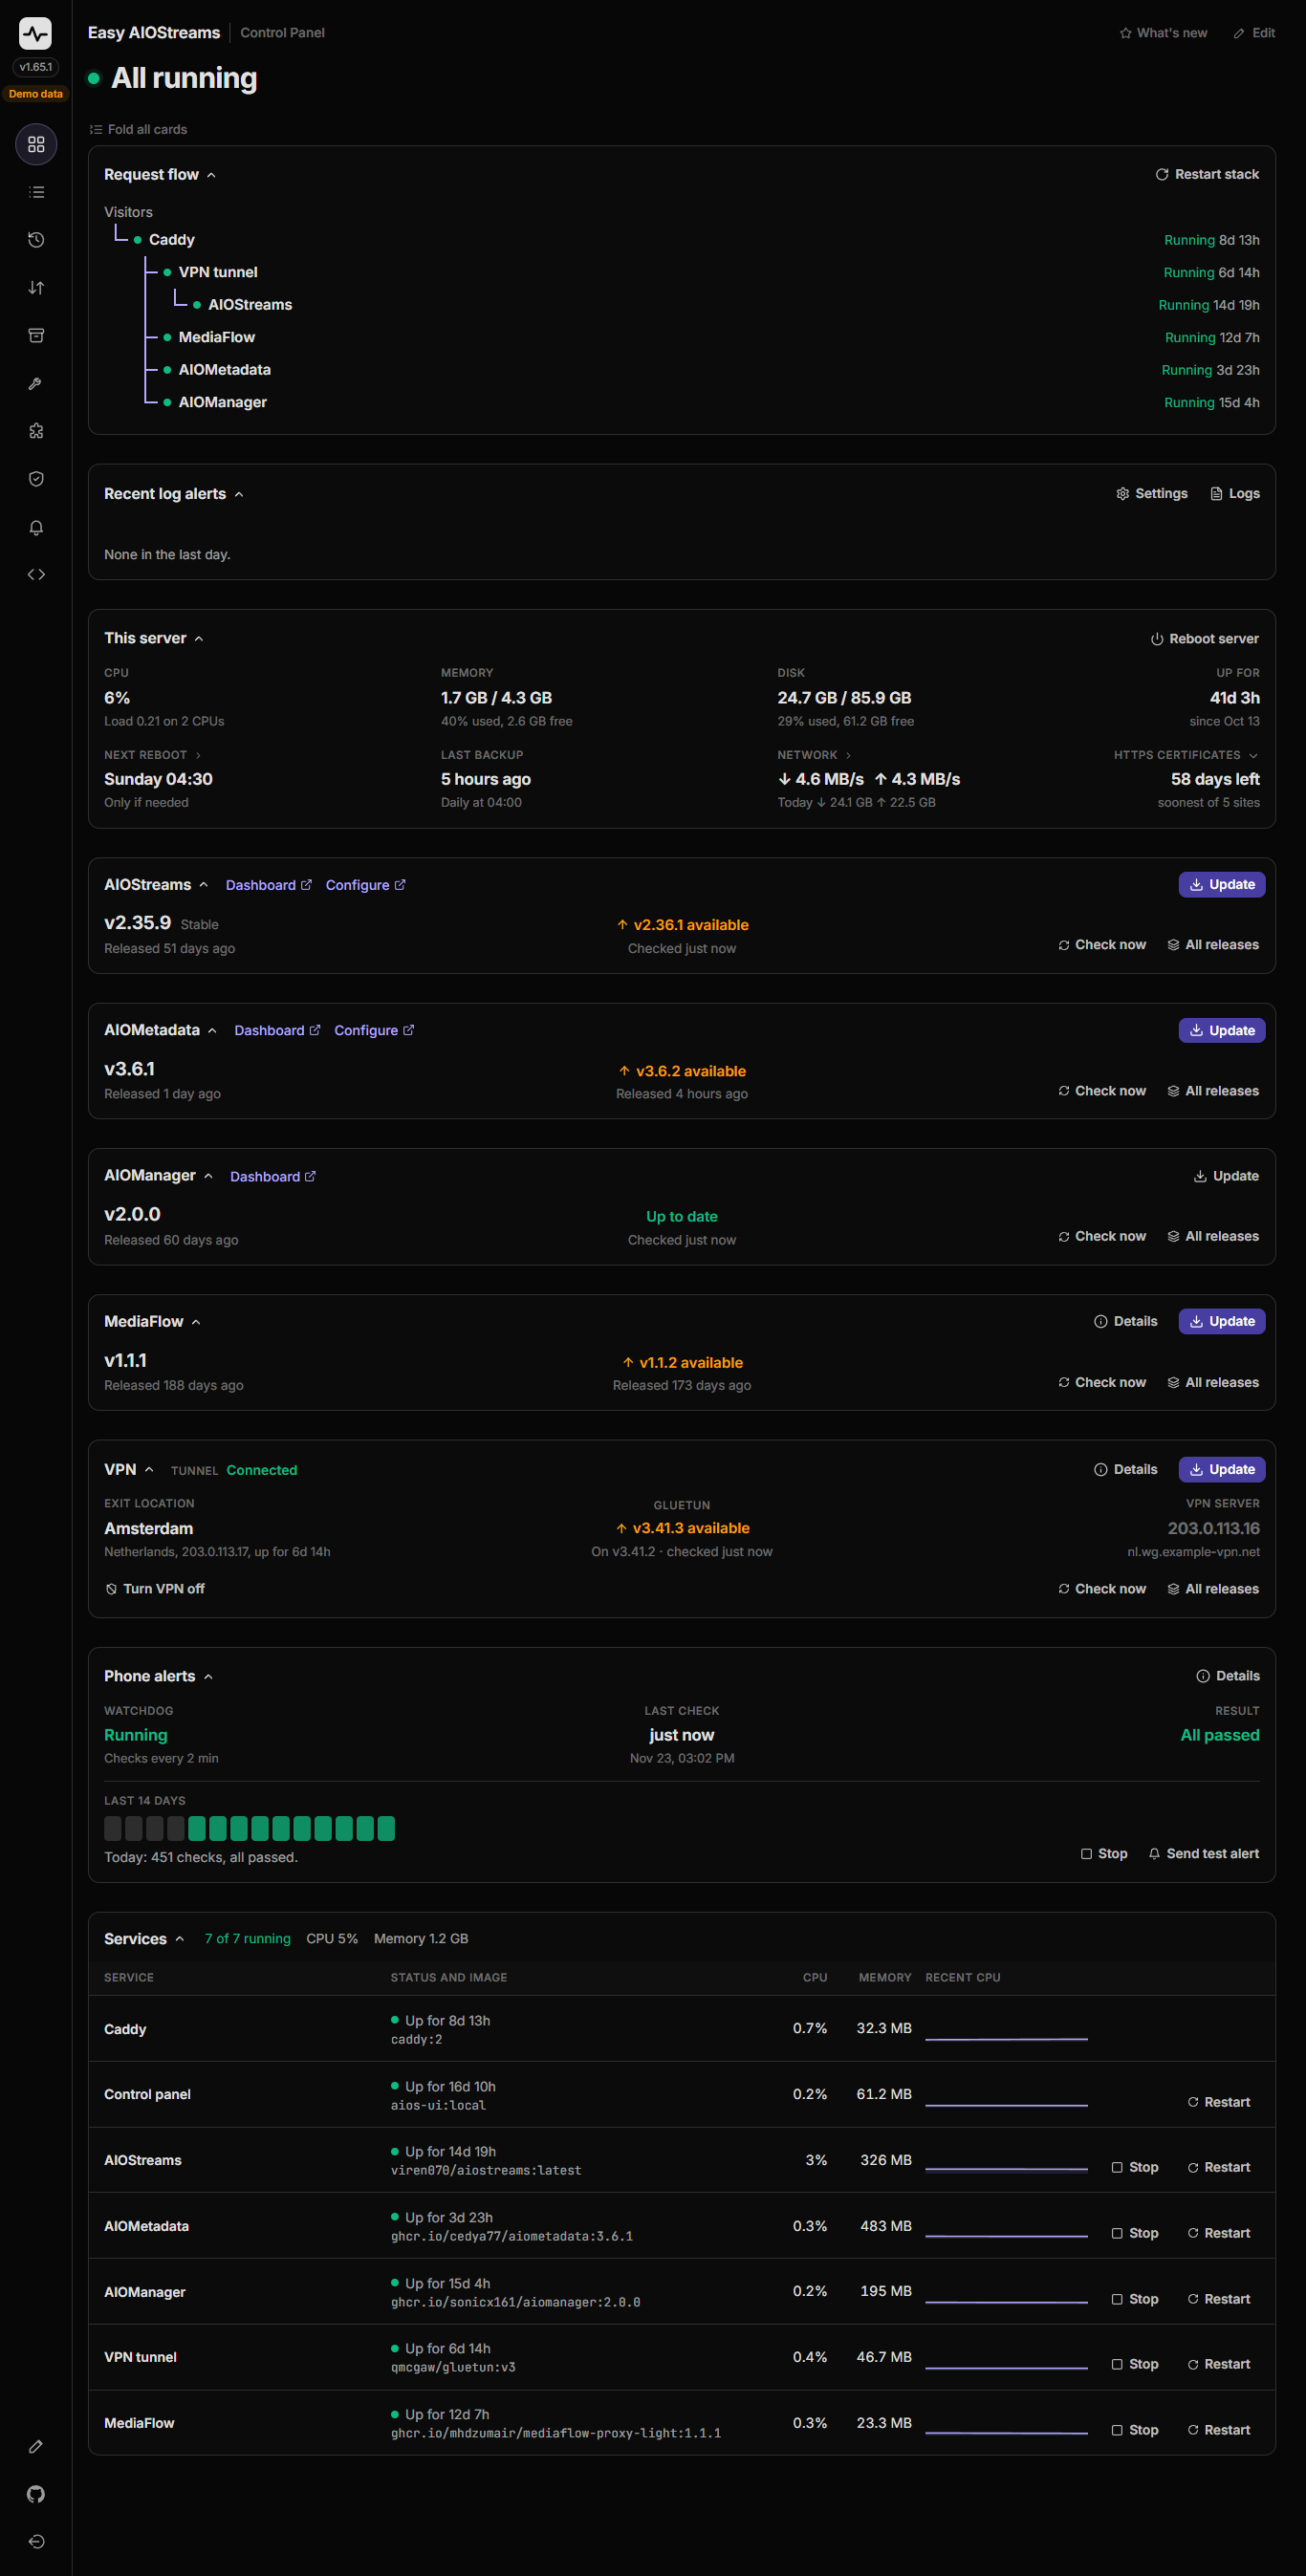 Easy AIOStreams
Control Panel
What's new
Edit
v1.65.1
Demo data
All running
Fold all cards
Request flow
Restart stack
Visitors
Caddy
Running 8d 13h
VPN tunnel
Running 6d 14h
AIOStreams
Running 14d 19h
MediaFlow
Running 12d 7h
AIOMetadata
Running 3d 23h
AIOManager
Running 15d 4h
Recent log alerts
Settings
Logs
None in the last day.
This server
Reboot server
CPU
MEMORY
DISK
UP FOR
6%
1.7 GB / 4.3 GB
24.7 GB / 85.9 GB
41d 3h
Load 0.21 on 2 CPUs
40% used, 2.6 GB free
29% used, 61.2 GB free
since Oct 13
NEXT REBOOT
LAST BACKUP
NETWORK
HTTPS CERTIFICATES
Sunday 04:30
5 hours ago
↓ 4.6 MB/s ↑ 4.3 MB/s
58 days left
Only if needed
Daily at 04:00
Today ↓ 24.1 GB ↑ 22.5 GB
soonest of 5 sites
AIOStreams
Dashboard
Configure
Update
v2.35.9 Stable
↑ v2.36.1 available
Released 51 days ago
Checked just now
Check now
All releases
AIOMetadata
Dashboard
Configure
Update
v3.6.1
↑ v3.6.2 available
Released 1 day ago
Released 4 hours ago
Check now
All releases
AIOManager
Dashboard
Update
v2.0.0
Up to date
Released 60 days ago
Checked just now
Check now
All releases
MediaFlow
Details
Update
v1.1.1
↑ v1.1.2 available
Released 188 days ago
Released 173 days ago
Check now
All releases
VPN
TUNNEL Connected
Details
Update
EXIT LOCATION
GLUETUN
VPN SERVER
Amsterdam
↑ v3.41.3 available
203.0.113.16
Netherlands, 203.0.113.17, up for 6d 14h
On v3.41.2 · checked just now
nl.wg.example-vpn.net
Turn VPN off
Check now
All releases
Phone alerts
Details
WATCHDOG
LAST CHECK
RESULT
Running
just now
All passed
Checks every 2 min
Nov 23, 03:02 PM
LAST 14 DAYS
Today: 451 checks, all passed.
Stop
Send test alert
Services
7 of 7 running
CPU 5%
Memory 1.2 GB
SERVICE
STATUS AND IMAGE
CPU
MEMORY
RECENT CPU
Caddy
Up for 8d 13h
caddy:2
0.7%
32.3 MB
Control panel
Up for 16d 10h
aios-ui:local
0.2%
61.2 MB
Restart
AIOStreams
Up for 14d 19h
viren070/aiostreams:latest
3%
326 MB
Stop
Restart
AIOMetadata
Up for 3d 23h
ghcr.io/cedya77/aiometadata:3.6.1
0.3%
483 MB
Stop
Restart
AIOManager
Up for 15d 4h
ghcr.io/sonicx161/aiomanager:2.0.0
0.2%
195 MB
Stop
Restart
VPN tunnel
Up for 6d 14h
qmcgaw/gluetun:v3
0.4%
46.7 MB
Stop
Restart
MediaFlow
Up for 12d 7h
ghcr.io/mhdzumair/mediaflow-proxy-light:1.1.1
0.3%
23.3 MB
Stop
Restart